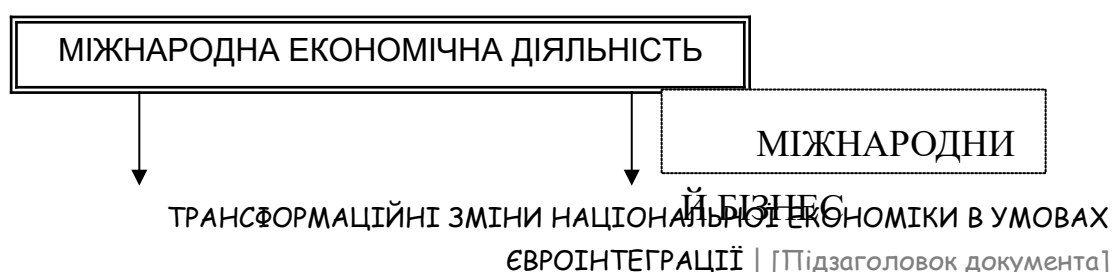 МІЖНАРОДНА ЕКОНОМІЧНА ДІЯЛЬНІСТЬ
МІЖНАРОДНИ
Й БІЗНЕС
ТРАНСФОРМАЦІЙНІ ЗМІНИ НАЦІОНАЛЬНОЇ ЕКОНОМІКИ В УМОВАХ
ЄВРОІНТЕГРАЦІЇ | [Підзаголовок документа]